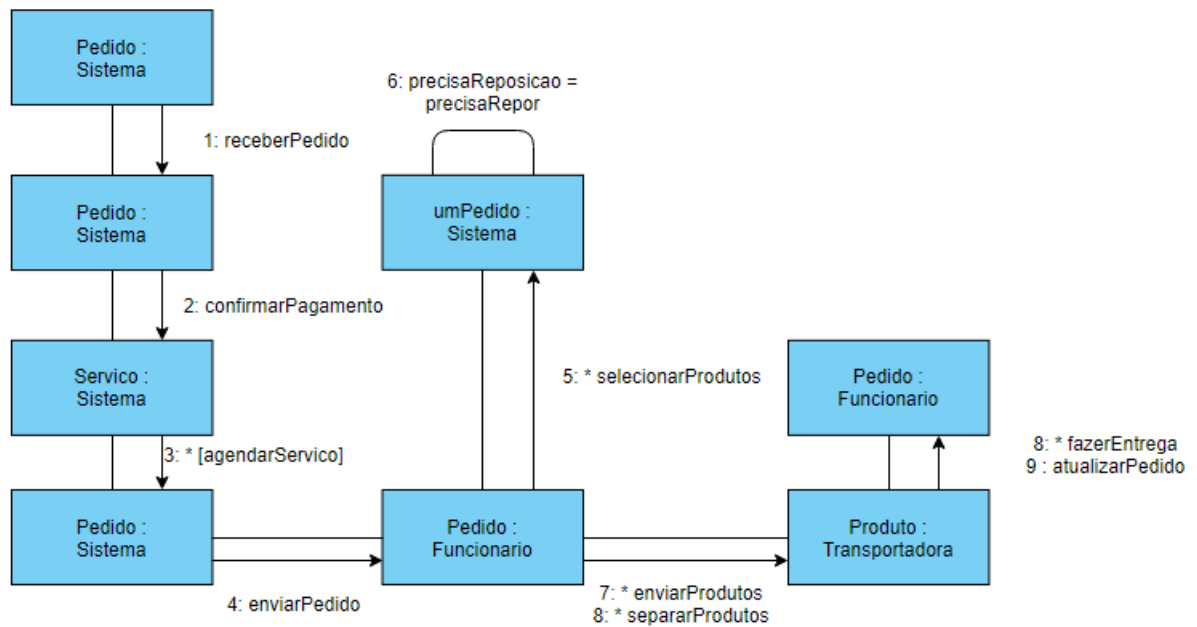 Pedido :
Sistema
1: receberPedido
Pedido :
Sistema
2: confirmarPagamento
Servico :
Sistema
3: * [agendarServico]
Pedido :
Sistema
4: enviarPedido
Pedido :
Funcionario
5: * selecionarProdutos
umPedido :
Sistema
6: precisaReposicao =
precisaRepor
7: * enviarProdutos
8: * separarProdutos
Produto :
Transportadora
8: * fazerEntrega
9 : atualizarPedido
Pedido :
Funcionario